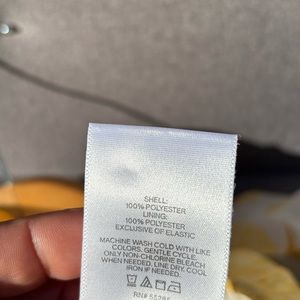 SHELL:
100% POLYESTER
LINING:
100% POLYESTER
EXCLUSIVE OF ELASTIC
MACHINE WASH COLD WITH LIKE
COLORS. GENTLE CYCLE.
ONLY NON-CHLORINE BLEACH
WHEN NEEDED. LINE DRY. COOL
IRON IF NEEDED.
RN#